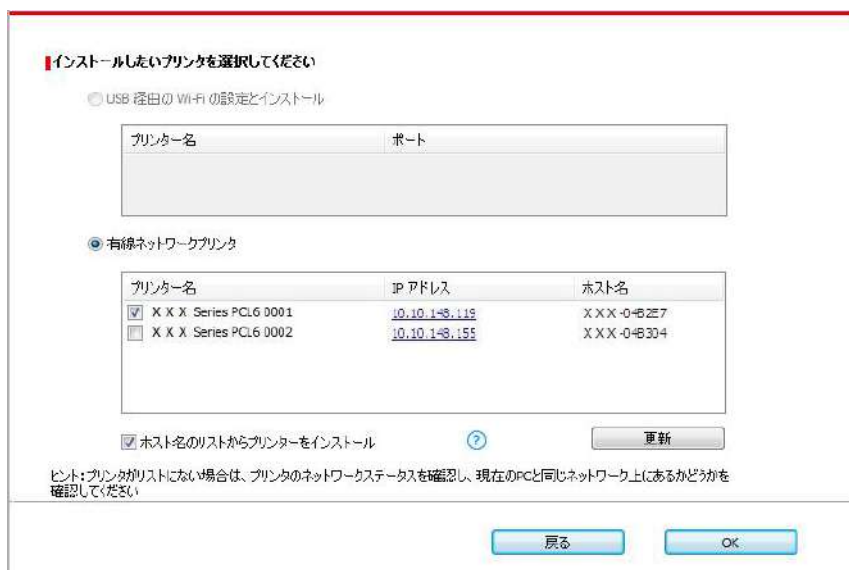 インストールしたいプリンタを選択してください
USB 経由の Wi-Fi の設定とインストール
プリンター名 ポート
有線ネットワークプリンタ
プリンター名 IP アドレス ホスト名
X X X Series PCL6 0001 10.10.148.119 X X X -04B2E7
X X X Series PCL6 0002 10.10.148.155 X X X -04B304
ホスト名のリストからプリンターをインストール ? 更新
ヒント:プリンタがリストにない場合は、プリンタのネットワークステータスを確認し、現在のPCと同じネットワーク上にあるかどうかを
確認してください
戻る OK